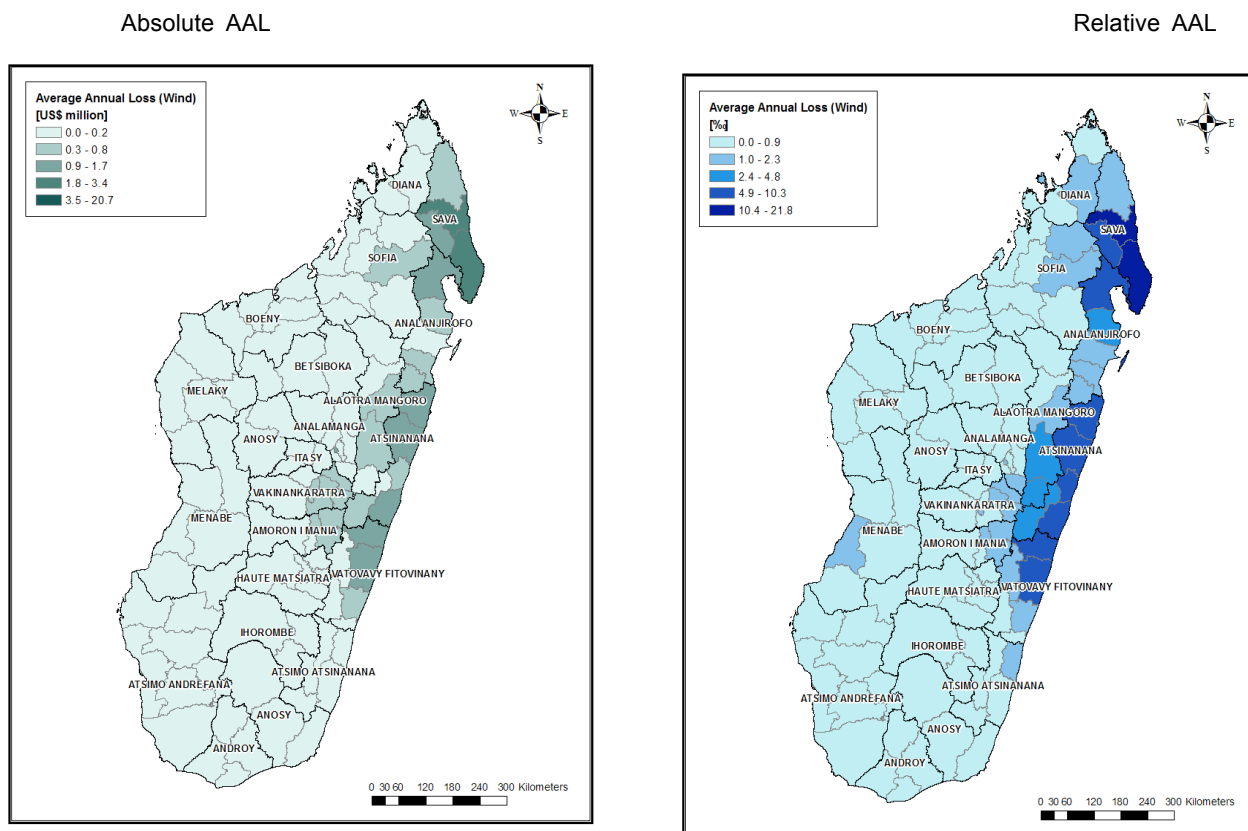 Absolute AAL
Relative AAL
Average Annual Loss (Wind)
[US$ million]
0.0 - 0.2
0.3 - 0.8
0.9 - 1.7
1.8 - 3.4
3.5 - 20.7
N
W E
S
DIANA
SAVA
SOFIA
BOENY
ANALANJIROFO
BETSIBOKA
MELAKY
ALAOTRA MANGORO
ANALAMANGA
ANOSY
ATSINANANA
ITASY
VAKINANKARATRA
MENABE
AMORON I MANIA
HAUTE MATSIATRA
VATOVAVY FITOVINANY
IHOROMBE
ATSIMO ANDREFANA
ATSIMO ATSINANANA
ANOSY
ANDROY
0 30 60 120 180 240 300 Kilometers
Average Annual Loss (Wind)
[‰]
0.0 - 0.9
1.0 - 2.3
2.4 - 4.8
4.9 - 10.3
10.4 - 21.8
N
W E
S
DIANA
SAVA
SOFIA
BOENY
ANALANJIROFO
BETSIBOKA
MELAKY
ALAOTRA MANGORO
ANALAMANGA
ANOSY
ATSINANANA
ITASY
VAKINANKARATRA
MENABE
AMORON I MANIA
HAUTE MATSIATRA
VATOVAVY FITOVINANY
IHOROMBE
ATSIMO ANDREFANA
ATSIMO ATSINANANA
ANOSY
ANDROY
0 30 60 120 180 240 300 Kilometers